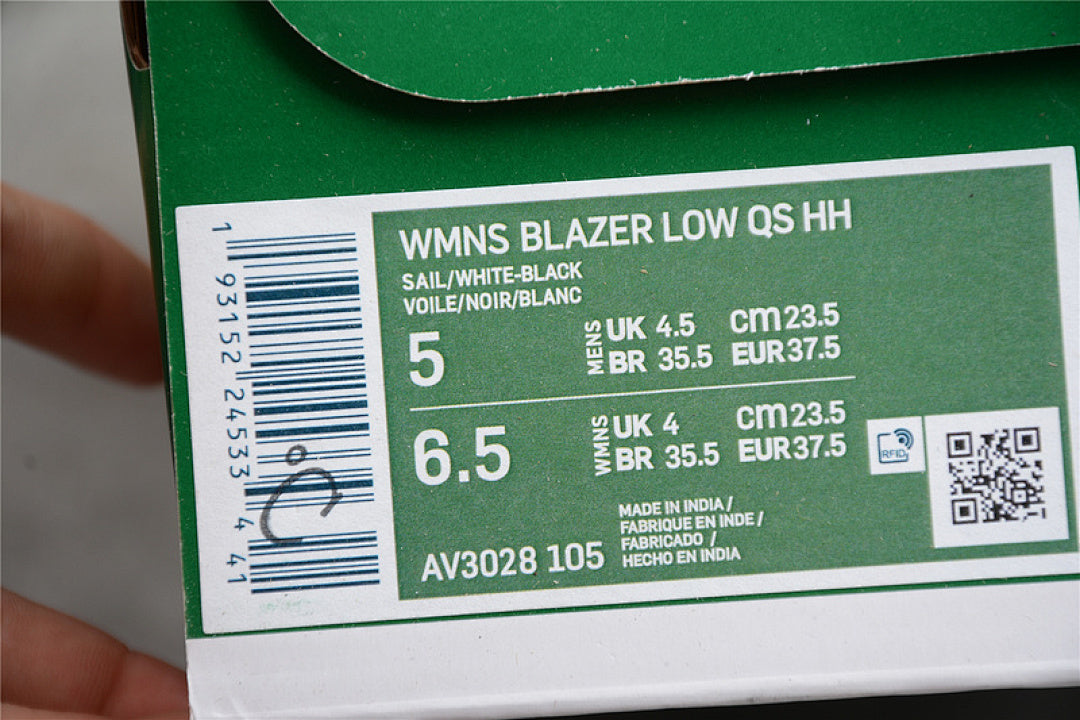 WMNS BLAZER LOW QS HH
SAIL/WHITE-BLACK
VOILE/NOIR/BLANC
5 MENS UK 4.5 cm 23.5
BR 35.5 EUR 37.5
6.5 WMNS UK 4 cm 23.5
BR 35.5 EUR 37.5
RFID
MADE IN INDIA /
FABRIQUE EN INDE /
FABRICADO /
HECHO EN INDIA
AV3028 105
1 93152 24533 4 41